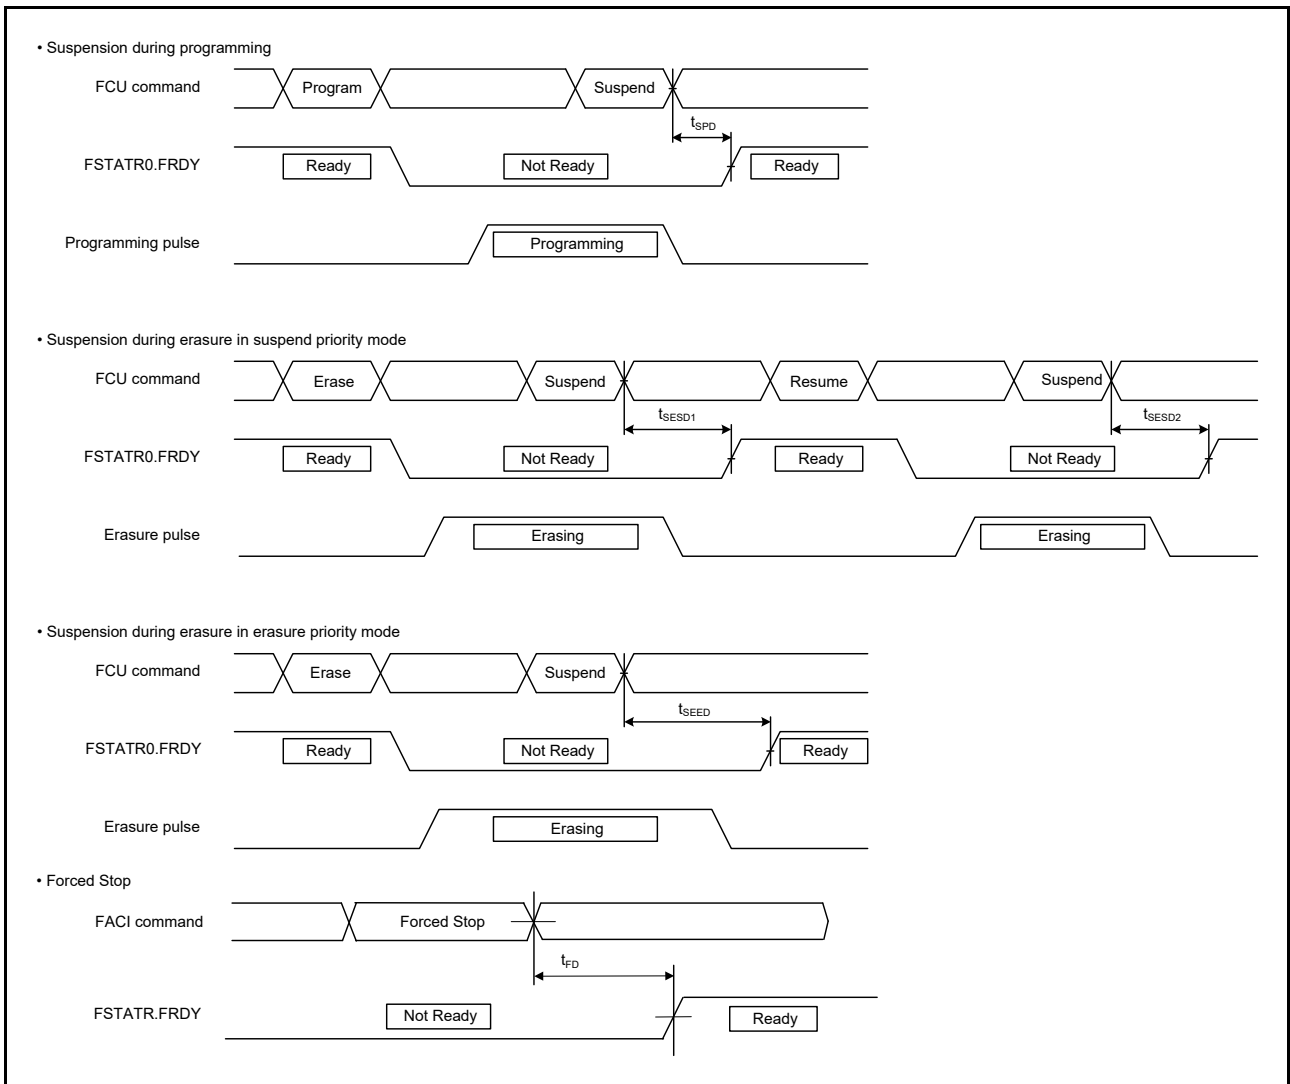 • Suspension during programming
FCU command Program Suspend
tSPD
FSTATR0.FRDY Ready Not Ready Ready
Programming pulse Programming
• Suspension during erasure in suspend priority mode
FCU command Erase Suspend Resume Suspend
tSESD1 tSESD2
FSTATR0.FRDY Ready Not Ready Ready Not Ready
Erasure pulse Erasing Erasing
• Suspension during erasure in erasure priority mode
FCU command Erase Suspend
tSEED
FSTATR0.FRDY Ready Not Ready Ready
Erasure pulse Erasing
• Forced Stop
FACI command Forced Stop
tFD
FSTATR.FRDY Not Ready Ready